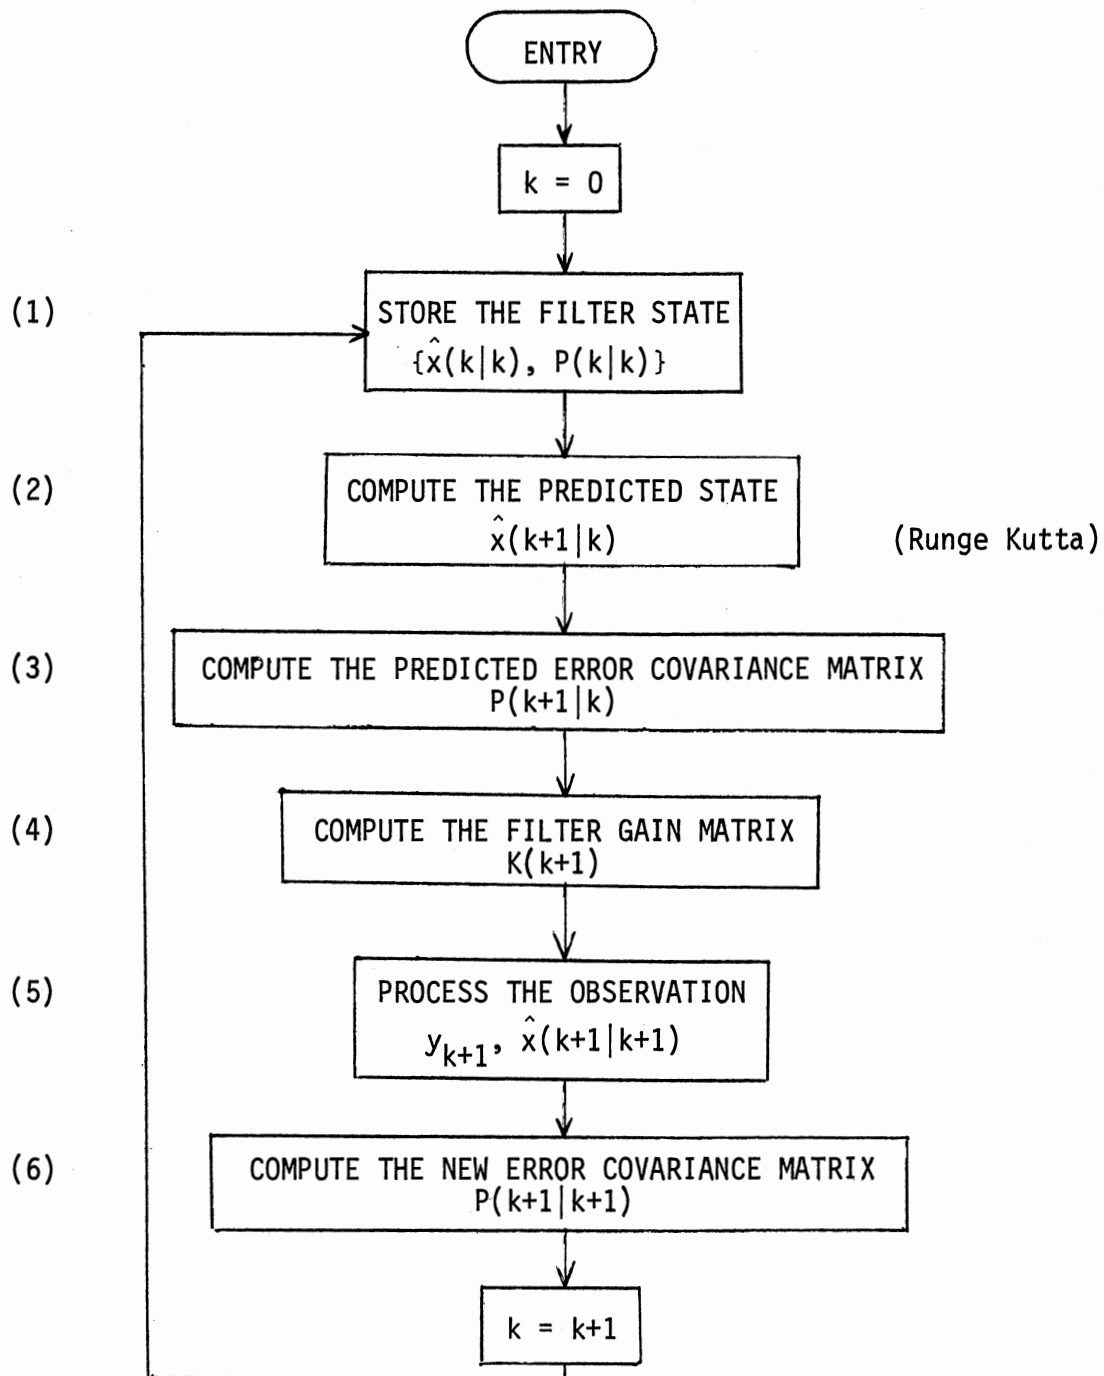 ENTRY
k = 0
(1)
STORE THE FILTER STATE
{x̂(k|k), P(k|k)}
(2)
COMPUTE THE PREDICTED STATE
x̂(k+1|k)
(Runge Kutta)
(3)
COMPUTE THE PREDICTED ERROR COVARIANCE MATRIX
P(k+1|k)
(4)
COMPUTE THE FILTER GAIN MATRIX
K(k+1)
(5)
PROCESS THE OBSERVATION
y_{k+1}, x̂(k+1|k+1)
(6)
COMPUTE THE NEW ERROR COVARIANCE MATRIX
P(k+1|k+1)
k = k+1